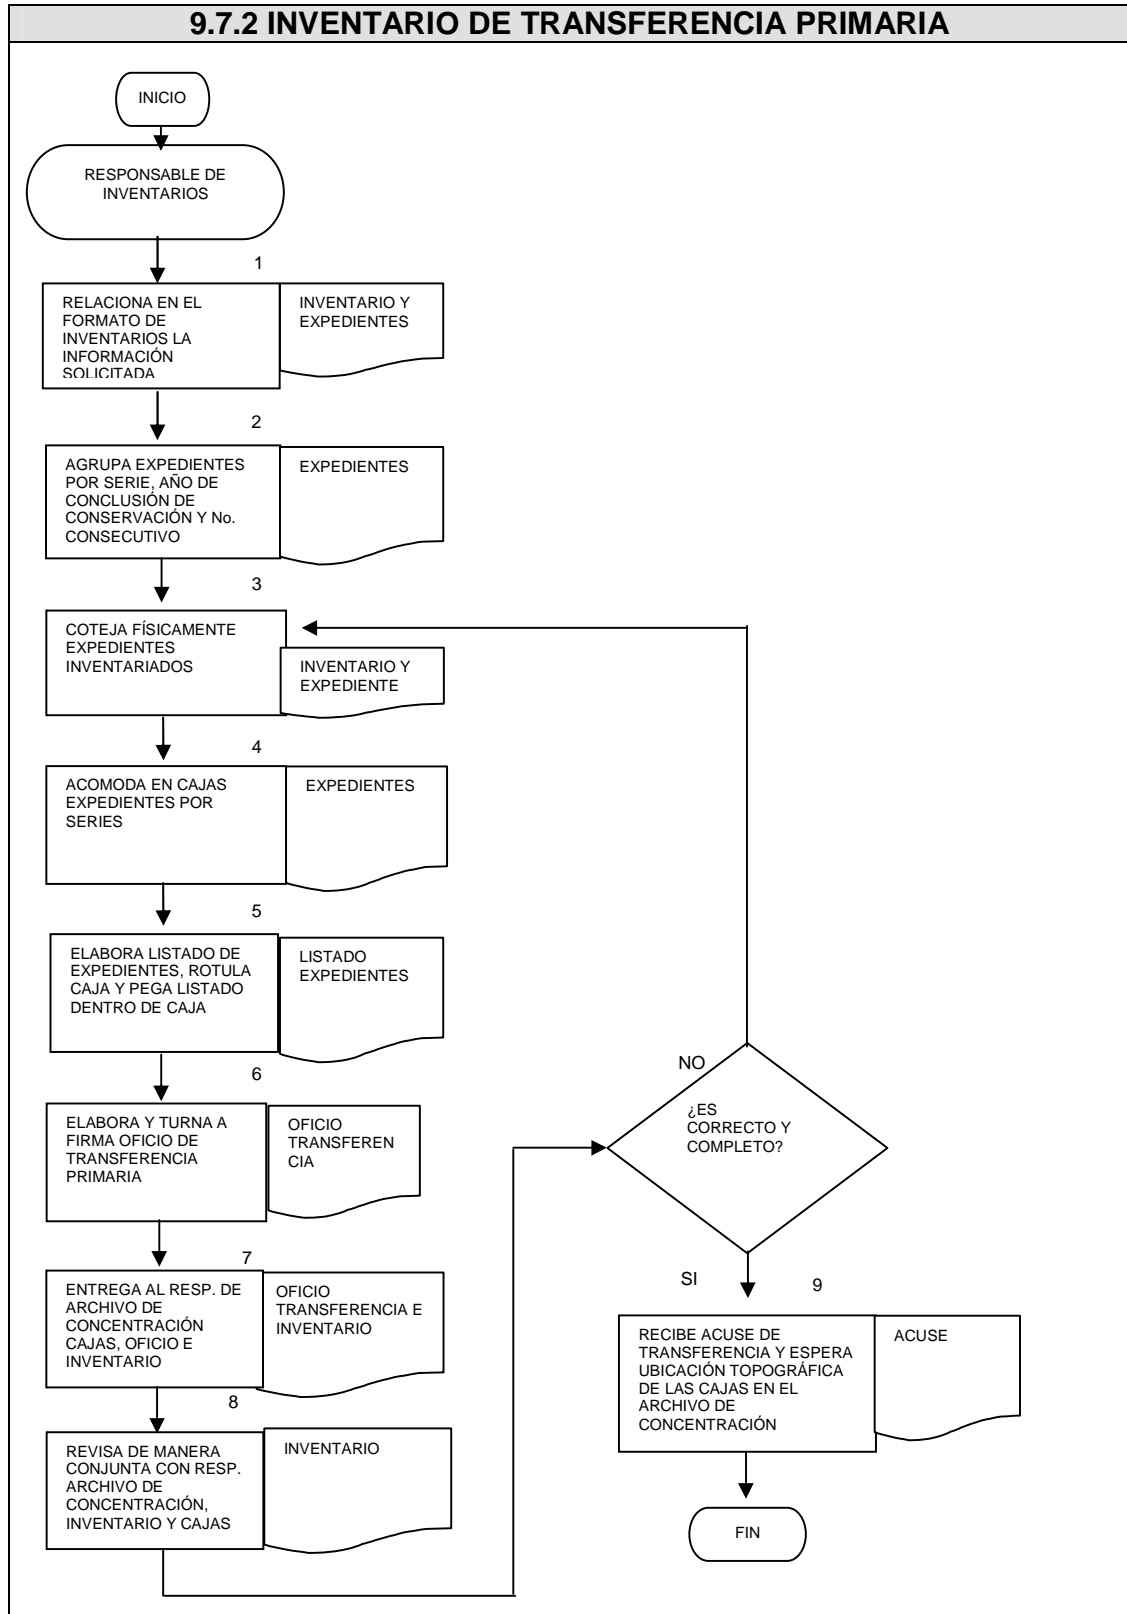 9.7.2 INVENTARIO DE TRANSFERENCIA PRIMARIA
INICIO
RESPONSABLE DE
INVENTARIOS
1
RELACIONA EN EL
FORMATO DE
INVENTARIOS LA
INFORMACIÓN
SOLICITADA
INVENTARIO Y
EXPEDIENTES
2
AGRUPA EXPEDIENTES
POR SERIE, AÑO DE
CONCLUSIÓN DE
CONSERVACIÓN Y No.
CONSECUTIVO
EXPEDIENTES
3
COTEJA FÍSICAMENTE
EXPEDIENTES
INVENTARIADOS
INVENTARIO Y
EXPEDIENTE
4
ACOMODA EN CAJAS
EXPEDIENTES POR
SERIES
EXPEDIENTES
5
ELABORA LISTADO DE
EXPEDIENTES, ROTULA
CAJA Y PEGA LISTADO
DENTRO DE CAJA
LISTADO
EXPEDIENTES
6
ELABORA Y TURNA A
FIRMA OFICIO DE
TRANSFERENCIA
PRIMARIA
OFICIO
TRANSFEREN
CIA
7
ENTREGA AL RESP. DE
ARCHIVO DE
CONCENTRACIÓN
CAJAS, OFICIO E
INVENTARIO
OFICIO
TRANSFERENCIA E
INVENTARIO
8
REVISA DE MANERA
CONJUNTA CON RESP.
ARCHIVO DE
CONCENTRACIÓN,
INVENTARIO Y CAJAS
INVENTARIO
NO
¿ES
CORRECTO Y
COMPLETO?
SI
9
RECIBE ACUSE DE
TRANSFERENCIA Y ESPERA
UBICACIÓN TOPOGRÁFICA
DE LAS CAJAS EN EL
ARCHIVO DE
CONCENTRACIÓN
ACUSE
FIN